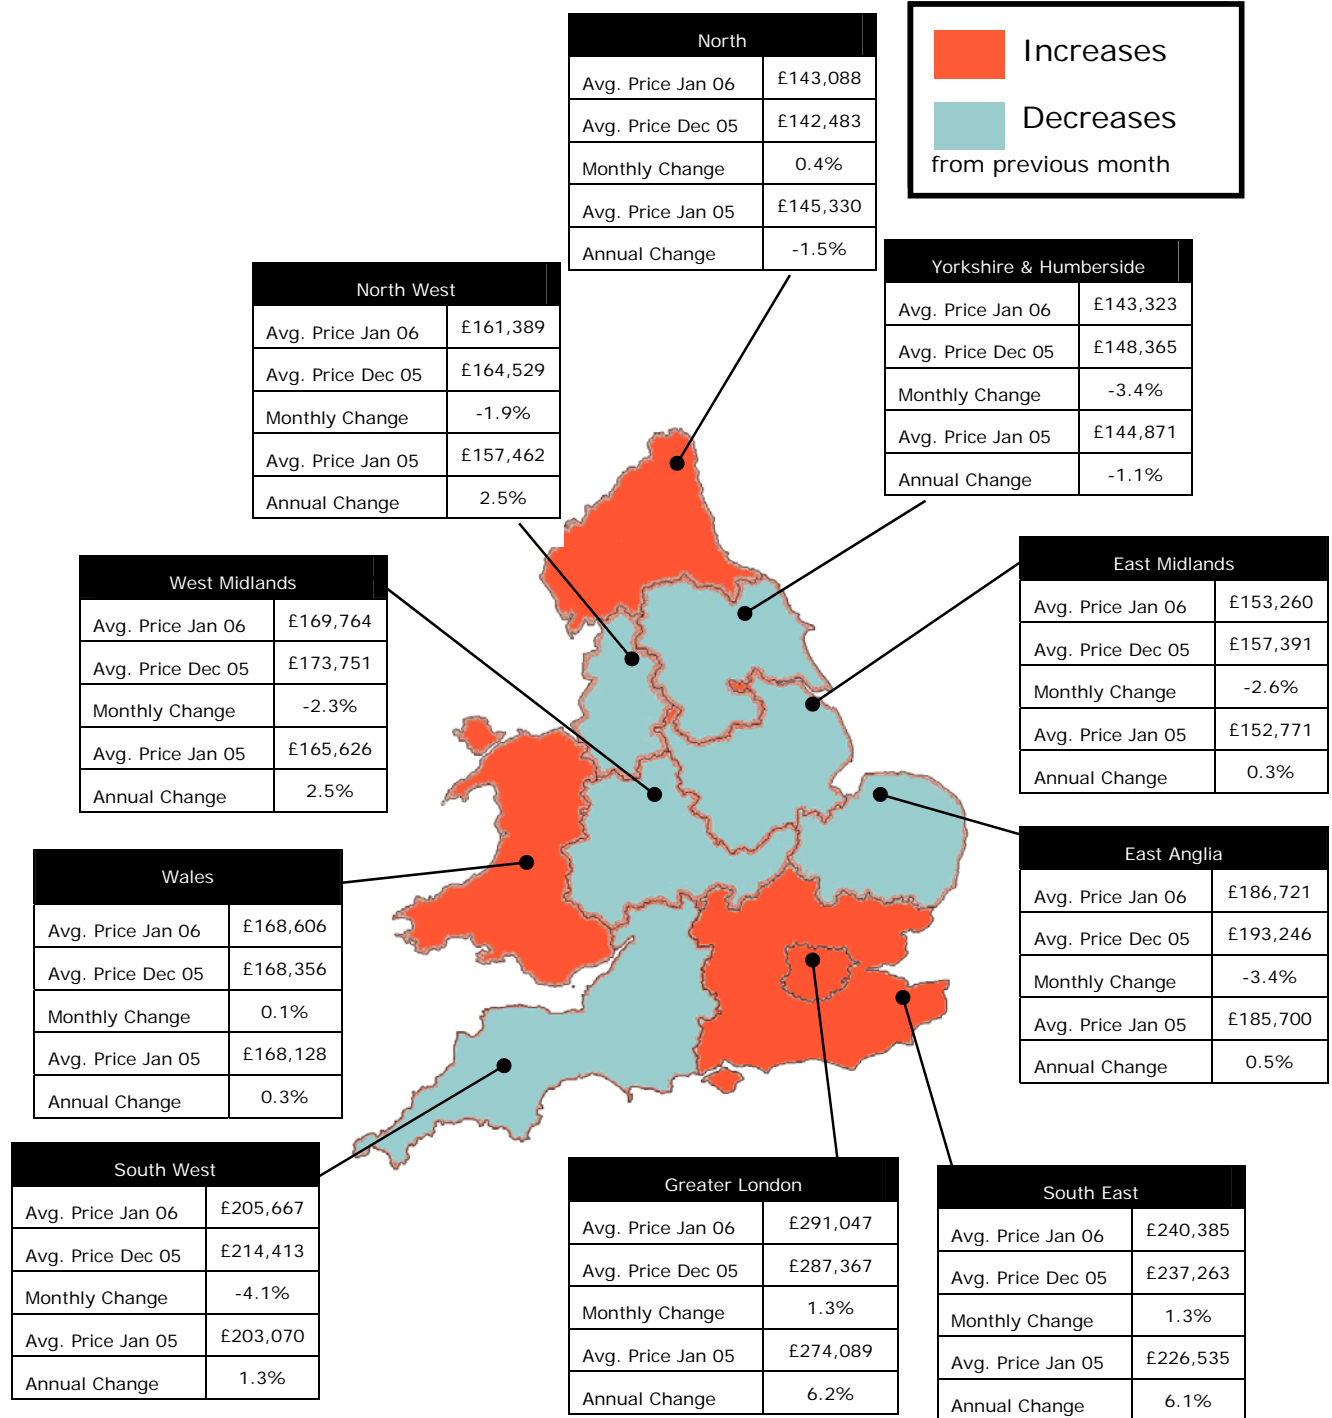 North
Avg. Price Jan 06 £143,088
Avg. Price Dec 05 £142,483
Monthly Change 0.4%
Avg. Price Jan 05 £145,330
Annual Change -1.5%
Increases
Decreases
from previous month
North West
Avg. Price Jan 06 £161,389
Avg. Price Dec 05 £164,529
Monthly Change -1.9%
Avg. Price Jan 05 £157,462
Annual Change 2.5%
Yorkshire & Humberside
Avg. Price Jan 06 £143,323
Avg. Price Dec 05 £148,365
Monthly Change -3.4%
Avg. Price Jan 05 £144,871
Annual Change -1.1%
West Midlands
Avg. Price Jan 06 £169,764
Avg. Price Dec 05 £173,751
Monthly Change -2.3%
Avg. Price Jan 05 £165,626
Annual Change 2.5%
East Midlands
Avg. Price Jan 06 £153,260
Avg. Price Dec 05 £157,391
Monthly Change -2.6%
Avg. Price Jan 05 £152,771
Annual Change 0.3%
Wales
Avg. Price Jan 06 £168,606
Avg. Price Dec 05 £168,356
Monthly Change 0.1%
Avg. Price Jan 05 £168,128
Annual Change 0.3%
East Anglia
Avg. Price Jan 06 £186,721
Avg. Price Dec 05 £193,246
Monthly Change -3.4%
Avg. Price Jan 05 £185,700
Annual Change 0.5%
South West
Avg. Price Jan 06 £205,667
Avg. Price Dec 05 £214,413
Monthly Change -4.1%
Avg. Price Jan 05 £203,070
Annual Change 1.3%
Greater London
Avg. Price Jan 06 £291,047
Avg. Price Dec 05 £287,367
Monthly Change 1.3%
Avg. Price Jan 05 £274,089
Annual Change 6.2%
South East
Avg. Price Jan 06 £240,385
Avg. Price Dec 05 £237,263
Monthly Change 1.3%
Avg. Price Jan 05 £226,535
Annual Change 6.1%